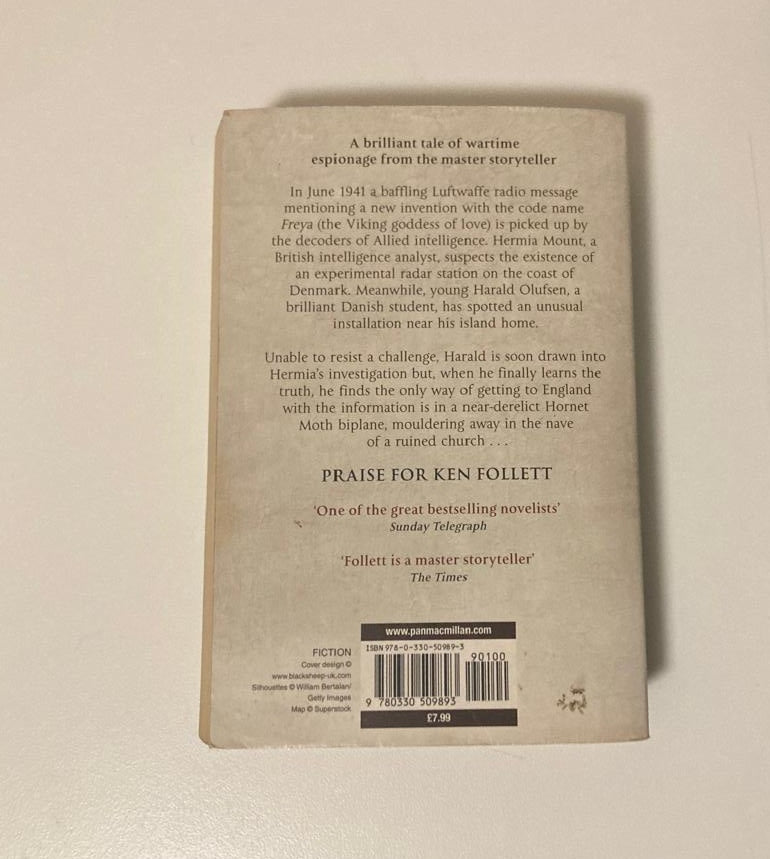 A brilliant tale of wartime
espionage from the master storyteller
In June 1941 a baffling Luftwaffe radio message
mentioning a new invention with the code name
Freya (the Viking goddess of love) is picked up by
the decoders of Allied intelligence. Hermia Mount, a
British intelligence analyst, suspects the existence of
an experimental radar station on the coast of
Denmark. Meanwhile, young Harald Olufsen, a
brilliant Danish student, has spotted an unusual
installation near his island home.
Unable to resist a challenge, Harald is soon drawn into
Hermia's investigation but, when he finally learns the
truth, he finds the only way of getting to England
with the information is in a near-derelict Hornet
Moth biplane, mouldering away in the nave
of a ruined church . . .
PRAISE FOR KEN FOLLETT
'One of the great bestselling novelists'
Sunday Telegraph
'Follett is a master storyteller'
The Times
www.panmacmillan.com
ISBN 978-0-330-50989-3
90100
9 780330 509893
£7.99
FICTION
Cover design ©
www.blacksheep-uk.com
Silhouettes © William Bertalan/
Getty Images
Map © Superstock